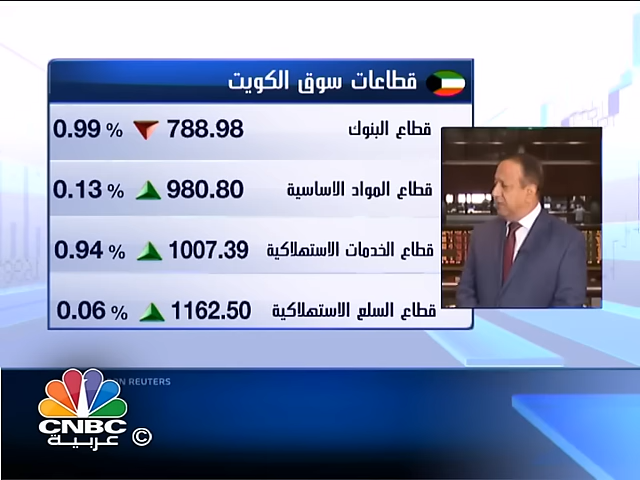 قطاعات سوق الكويت
قطاع البنوك 788.98 0.99 %
قطاع المواد الاساسية 980.80 0.13 %
قطاع الخدمات الاستهلاكية 1007.39 0.94 %
قطاع السلع الاستهلاكية 1162.50 0.06 %
ON REUTERS
CNBC
عربية ©